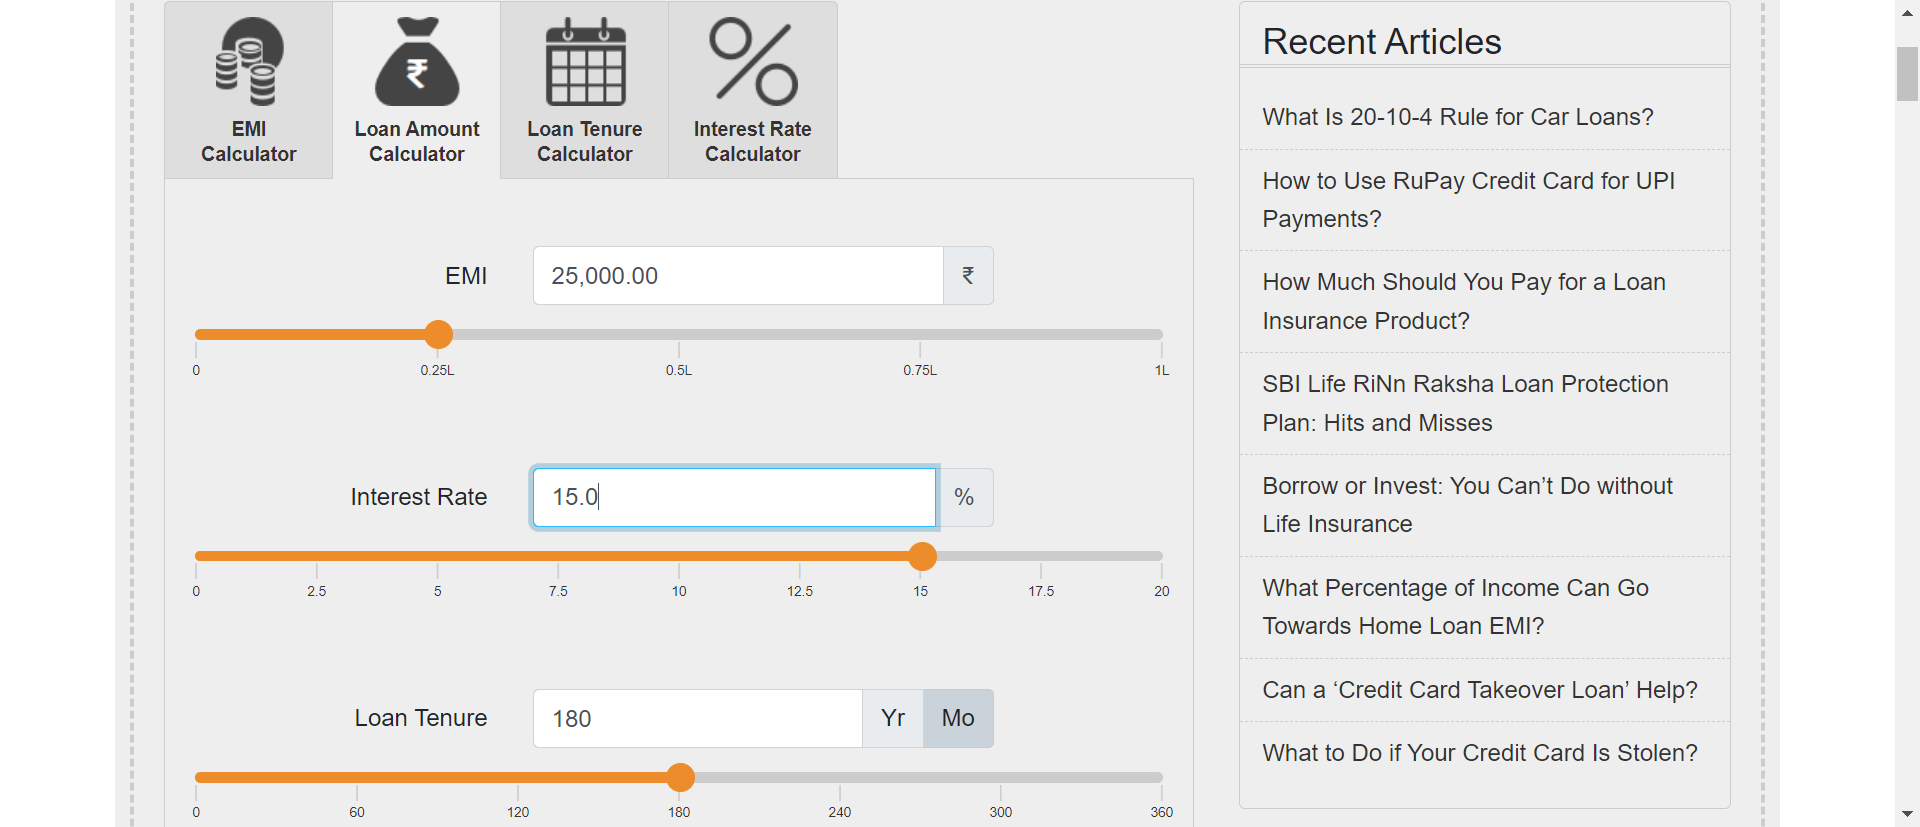 EMI
Calculator
Loan Amount
Calculator
Loan Tenure
Calculator
Interest Rate
Calculator
EMI
25,000.00
₹
0
0.25L
0.5L
0.75L
1L
Interest Rate
15.0
%
0
2.5
5
7.5
10
12.5
15
17.5
20
Loan Tenure
180
Yr
Mo
0
60
120
180
240
300
360
Recent Articles
What Is 20-10-4 Rule for Car Loans?
How to Use RuPay Credit Card for UPI
Payments?
How Much Should You Pay for a Loan
Insurance Product?
SBI Life RiNn Raksha Loan Protection
Plan: Hits and Misses
Borrow or Invest: You Can’t Do without
Life Insurance
What Percentage of Income Can Go
Towards Home Loan EMI?
Can a ‘Credit Card Takeover Loan’ Help?
What to Do if Your Credit Card Is Stolen?